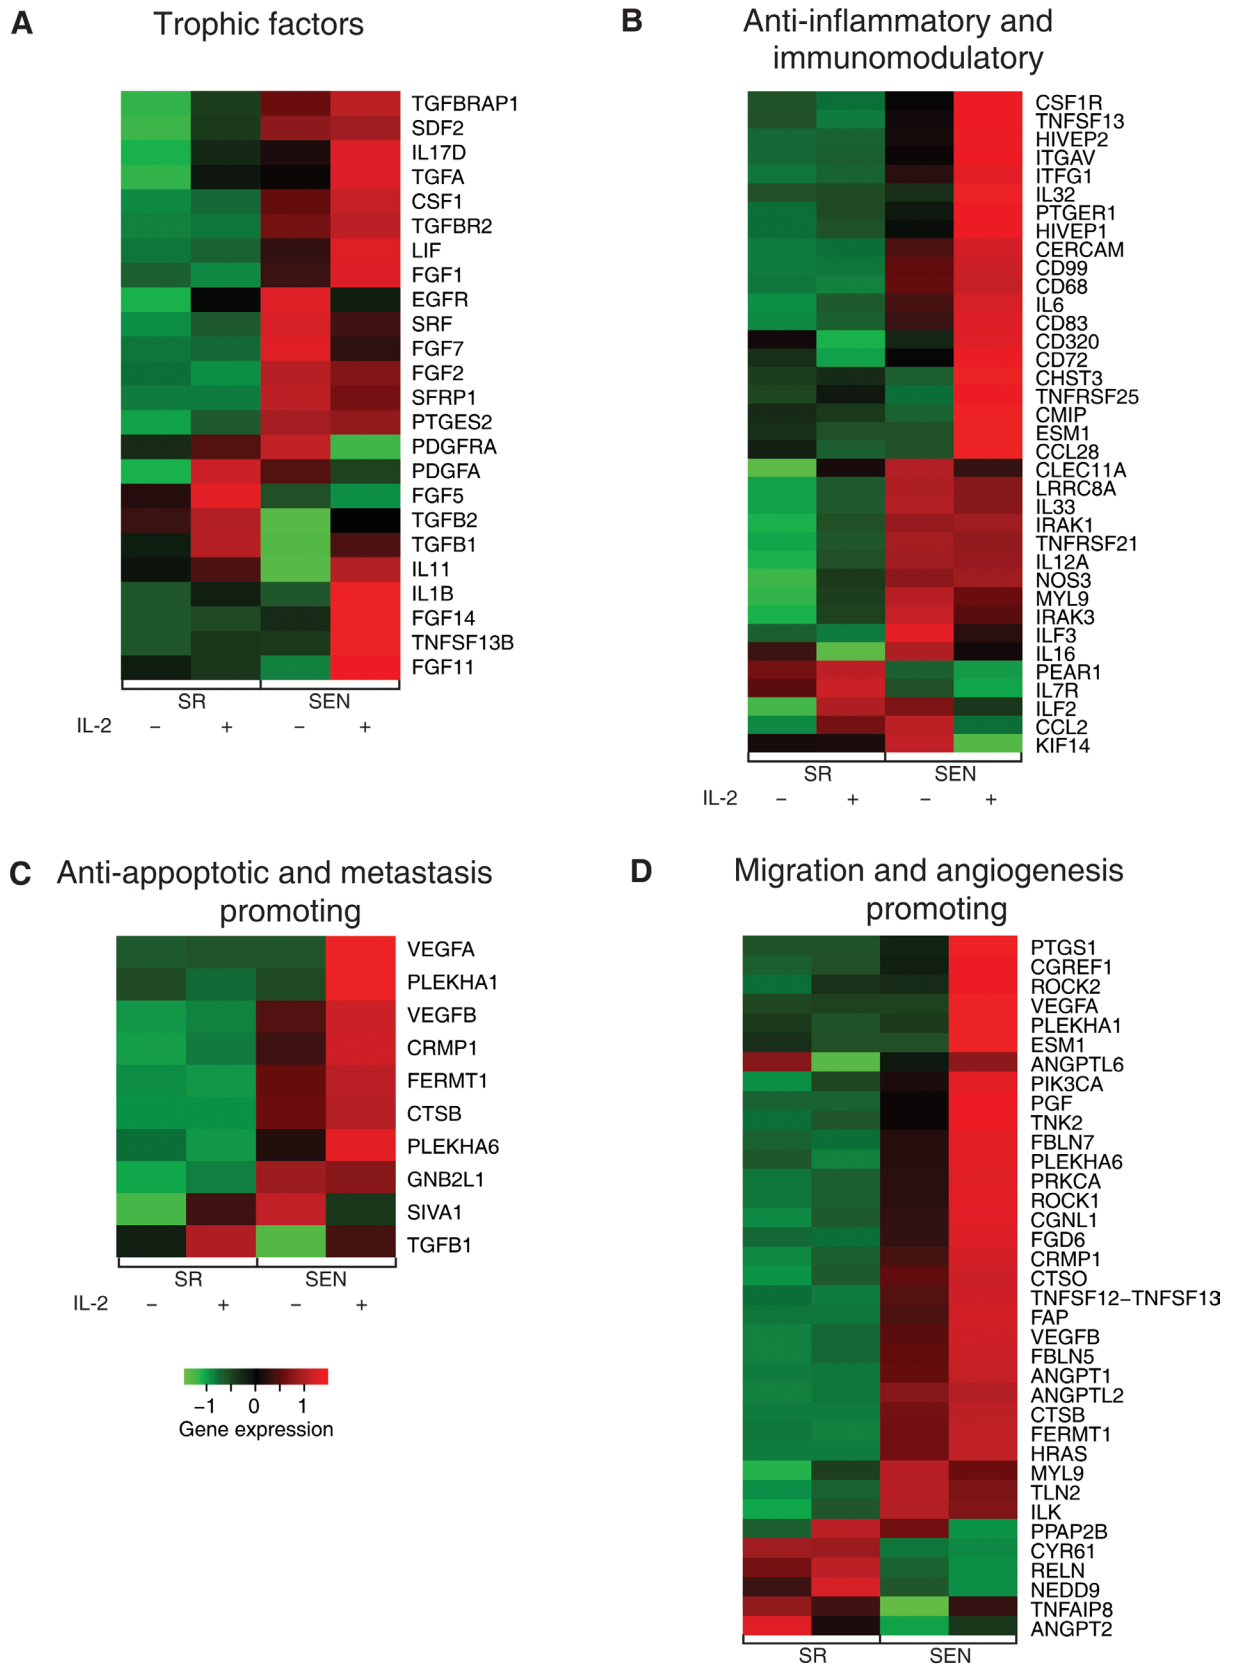 A
Trophic factors
TGFBRAP1
SDF2
IL17D
TGFA
CSF1
TGFBR2
LIF
FGF1
EGFR
SRF
FGF7
FGF2
SFRP1
PTGES2
PDGFRA
PDGFA
FGF5
TGFB2
TGFB1
IL11
IL1B
FGF14
TNFSF13B
FGF11
SR SEN
IL-2 − + − +
B
Anti-inflammatory and
immunomodulatory
CSF1R
TNFSF13
HIVEP2
ITGAV
ITFG1
IL32
PTGER1
HIVEP1
CERCAM
CD99
CD68
IL6
CD83
CD320
CD72
CHST3
TNFRSF25
CMIP
ESM1
CCL28
CLEC11A
LRRC8A
IL33
IRAK1
TNFRSF21
IL12A
NOS3
MYL9
IRAK3
ILF3
IL16
PEAR1
IL7R
ILF2
CCL2
KIF14
SR SEN
IL-2 − + − +
C
Anti-appoptotic and metastasis
promoting
VEGFA
PLEKHA1
VEGFB
CRMP1
FERMT1
CTSB
PLEKHA6
GNB2L1
SIVA1
TGFB1
SR SEN
IL-2 − + − +
−1 0 1
Gene expression
D
Migration and angiogenesis
promoting
PTGS1
CGREF1
ROCK2
VEGFA
PLEKHA1
ESM1
ANGPTL6
PIK3CA
PGF
TNK2
FBLN7
PLEKHA6
PRKCA
ROCK1
CGNL1
FGD6
CRMP1
CTSO
TNFSF12−TNFSF13
FAP
VEGFB
FBLN5
ANGPT1
ANGPTL2
CTSB
FERMT1
HRAS
MYL9
TLN2
ILK
PPAP2B
CYR61
RELN
NEDD9
TNFAIP8
ANGPT2
SR SEN